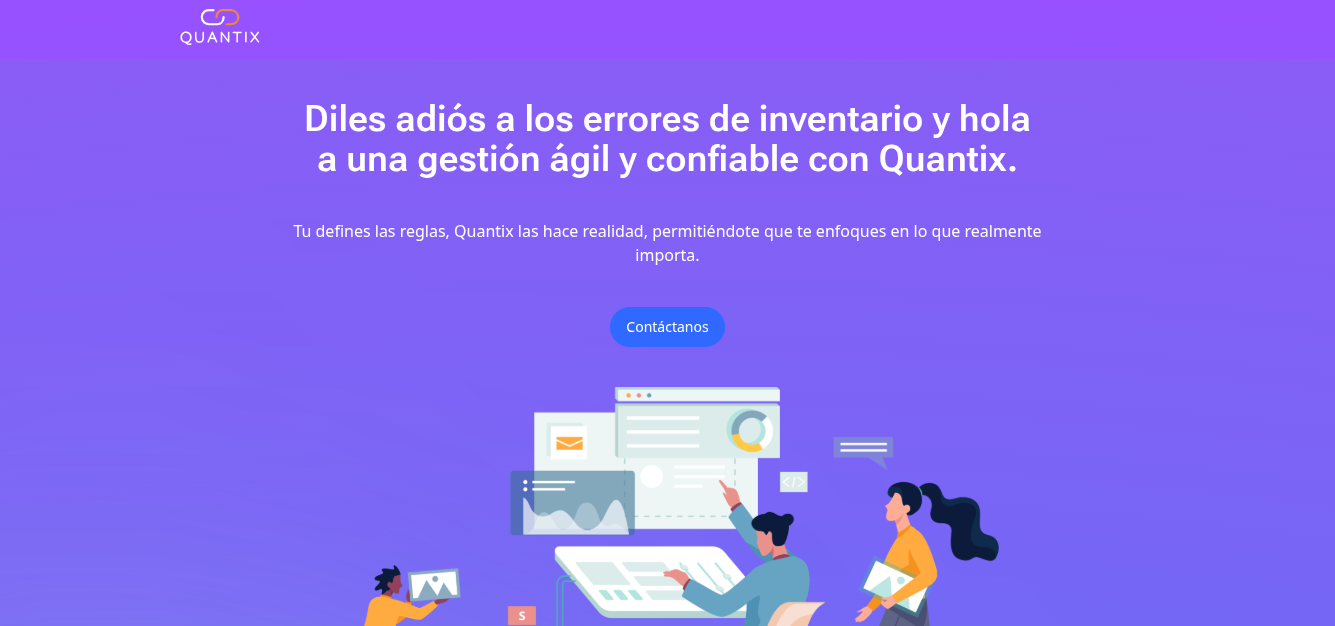 QUANTIX
Diles adiós a los errores de inventario y hola
a una gestión ágil y confiable con Quantix.
Tu defines las reglas, Quantix las hace realidad, permitiéndote que te enfoques en lo que realmente
importa.
Contáctanos
</>
S